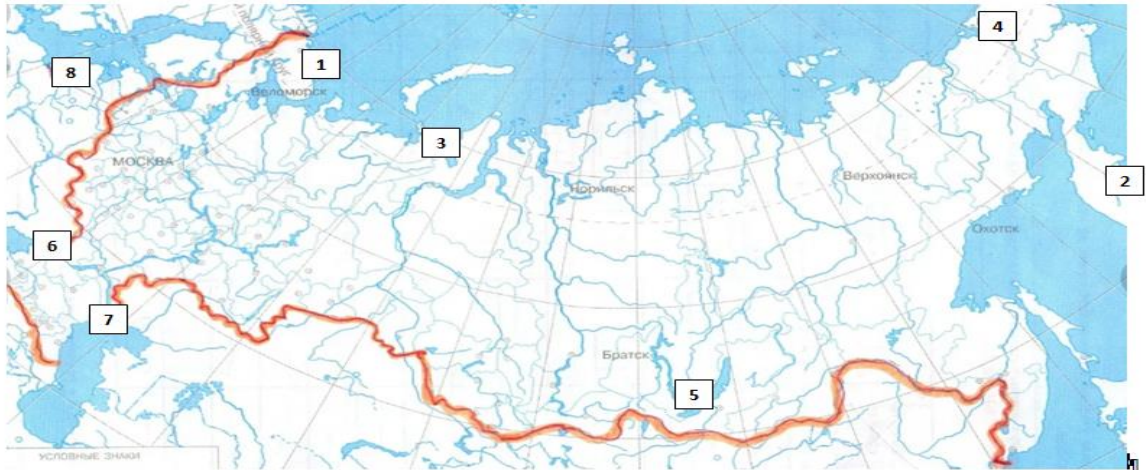 4
1
8
Беломорск
3
МОСКВА
Норильск
Верхоянск
2
6
Охотск
7
Братск
5
УСЛОВНЫЕ ЗНАКИ